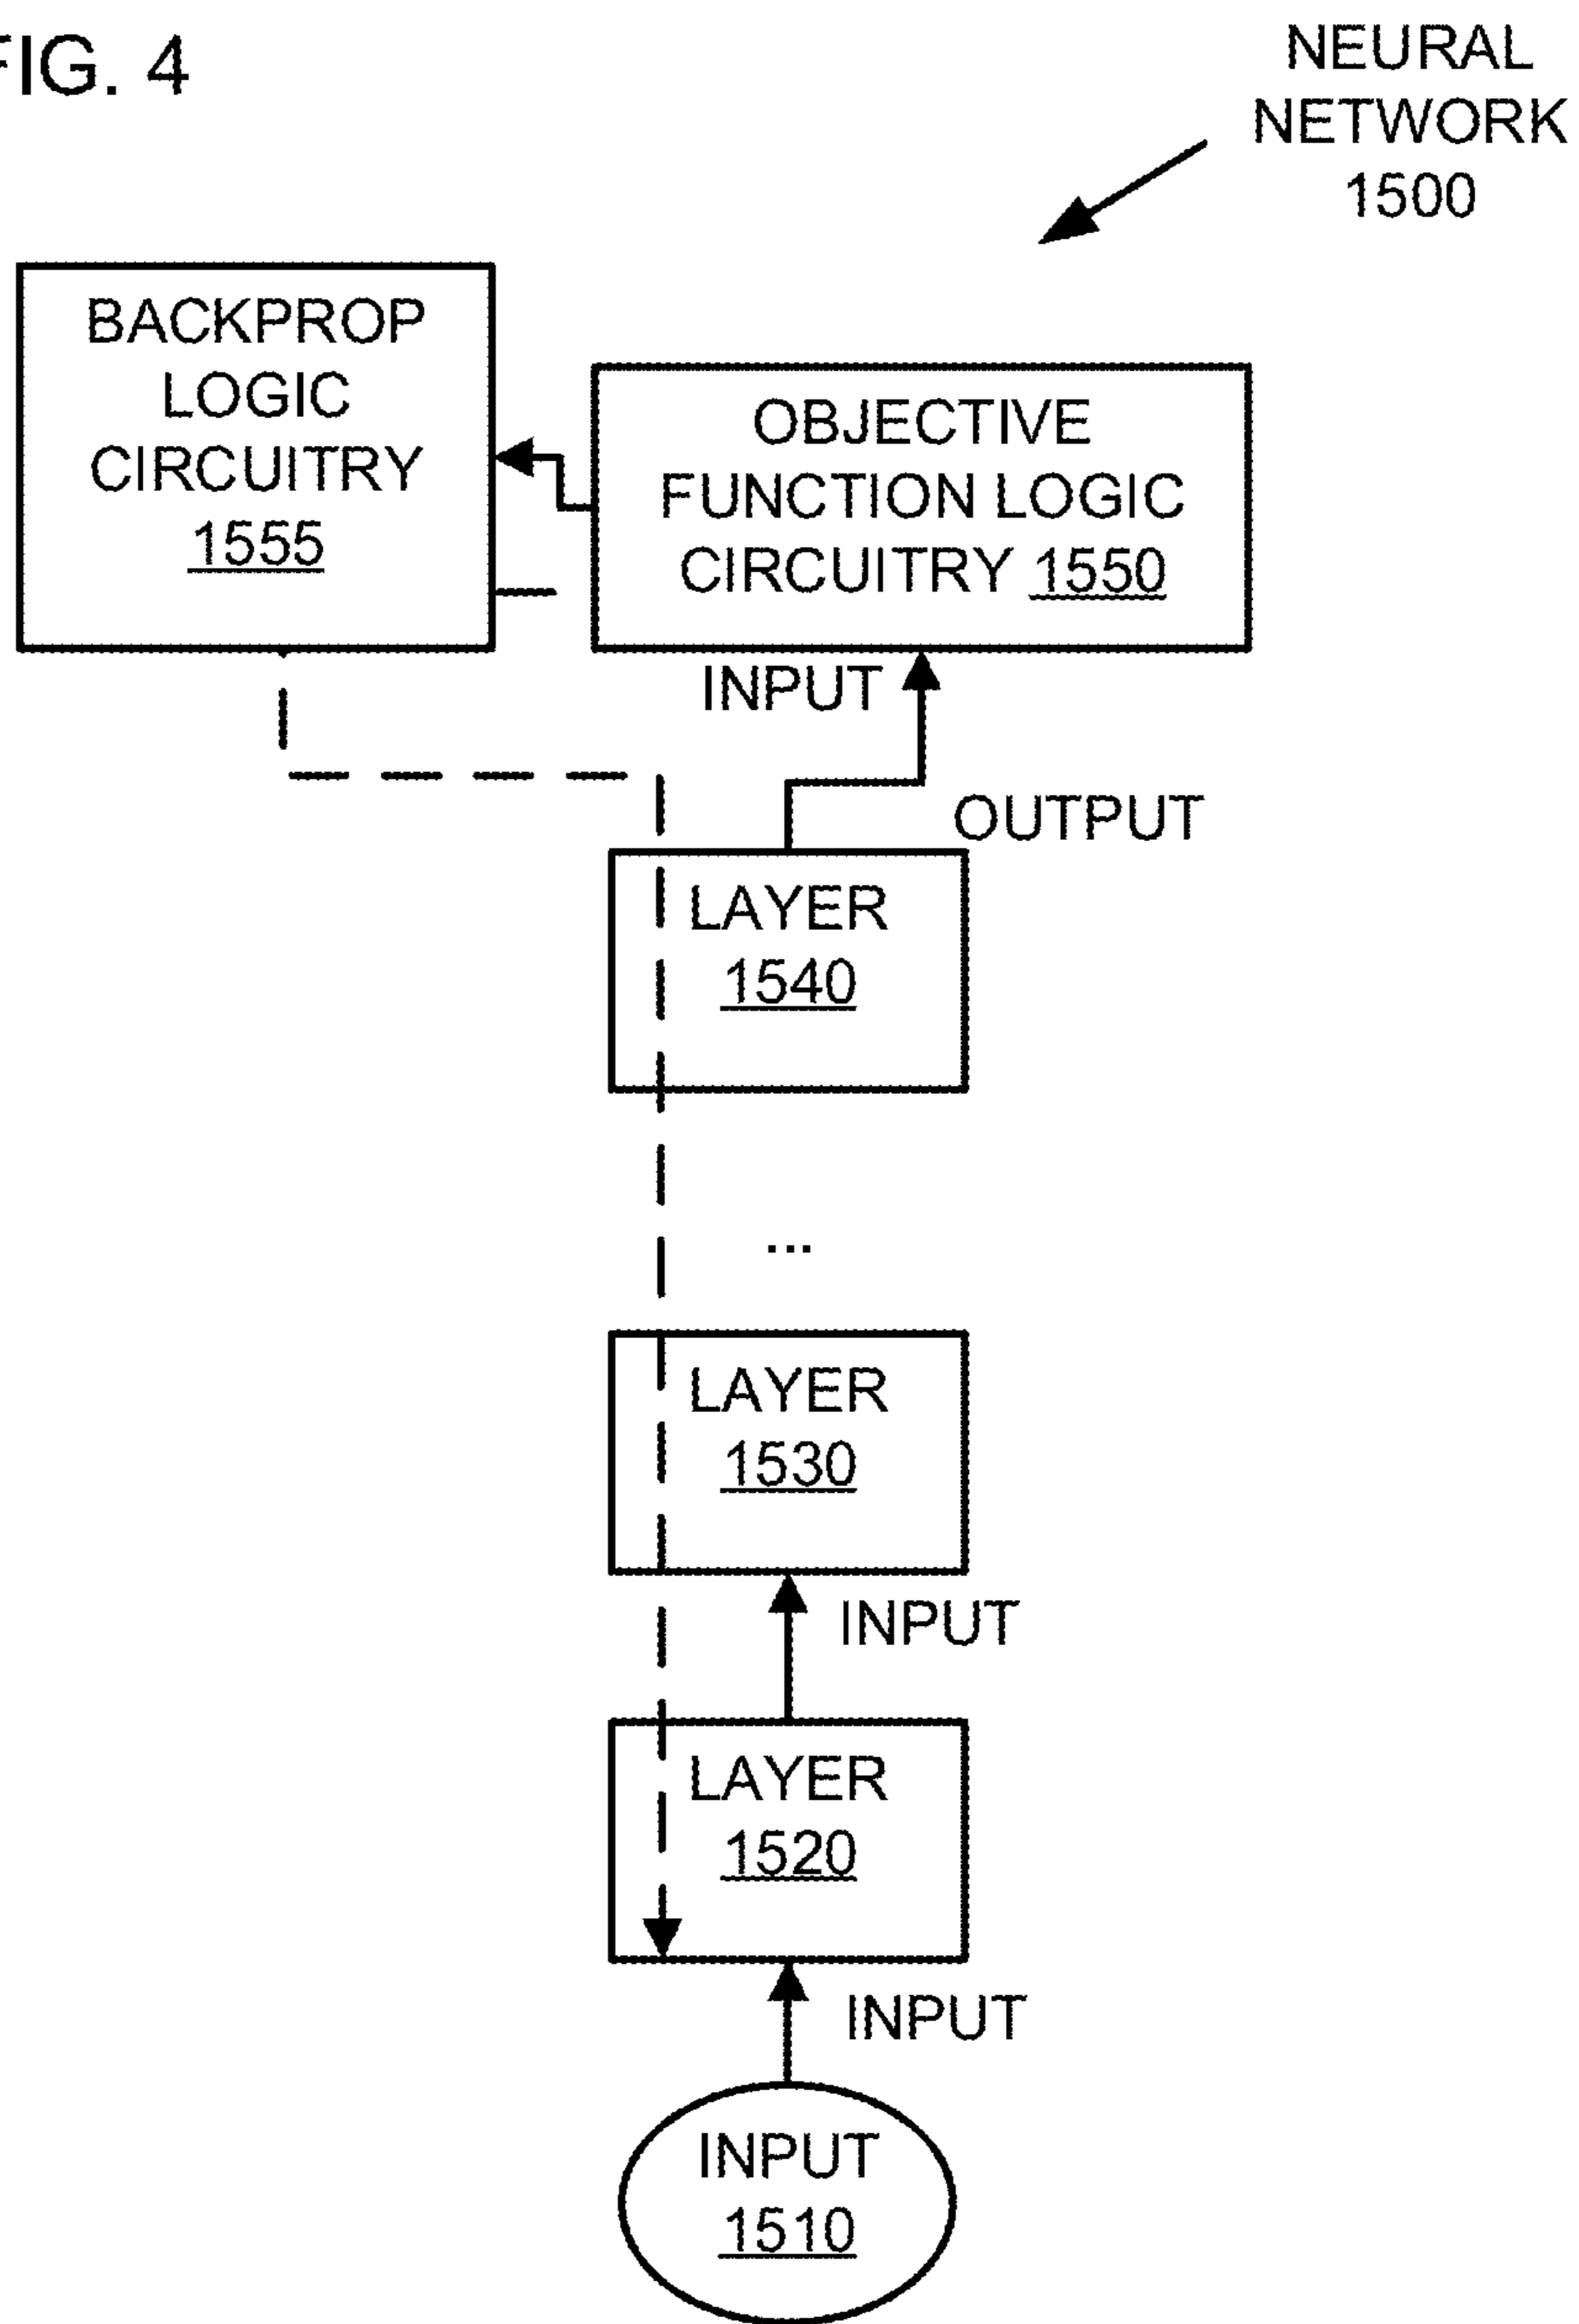 FIG. 4
NEURAL
NETWORK
1500
BACKPROP
LOGIC
CIRCUITRY
1555
OBJECTIVE
FUNCTION LOGIC
CIRCUITRY 1550
INPUT
OUTPUT
LAYER
1540
...
LAYER
1530
INPUT
LAYER
1520
INPUT
INPUT
1510